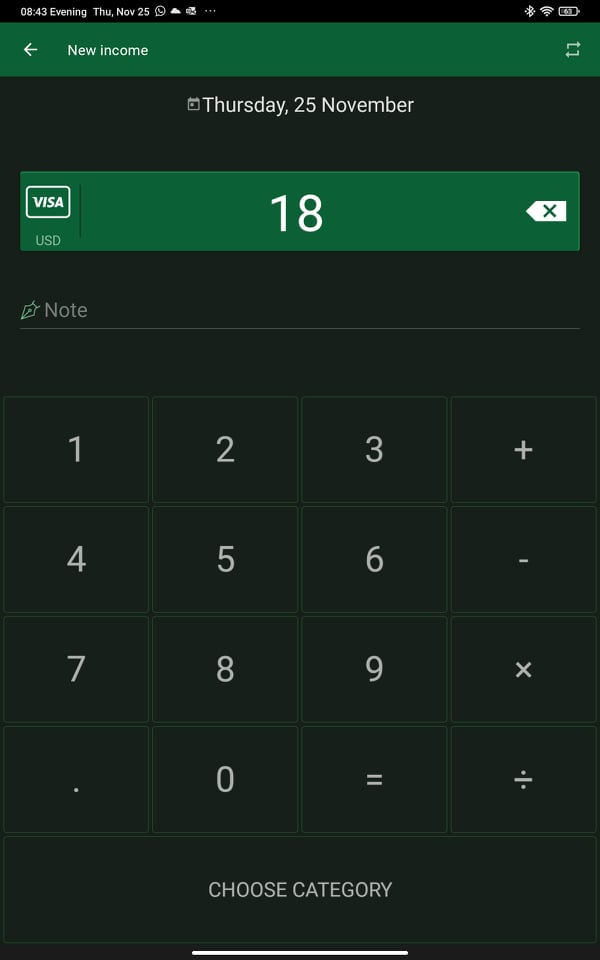 08:43 Evening Thu, Nov 25 ...
63
New income
Thursday, 25 November
VISA
USD
18
Note
1 2 3 +
4 5 6 -
7 8 9 ×
. 0 = ÷
CHOOSE CATEGORY